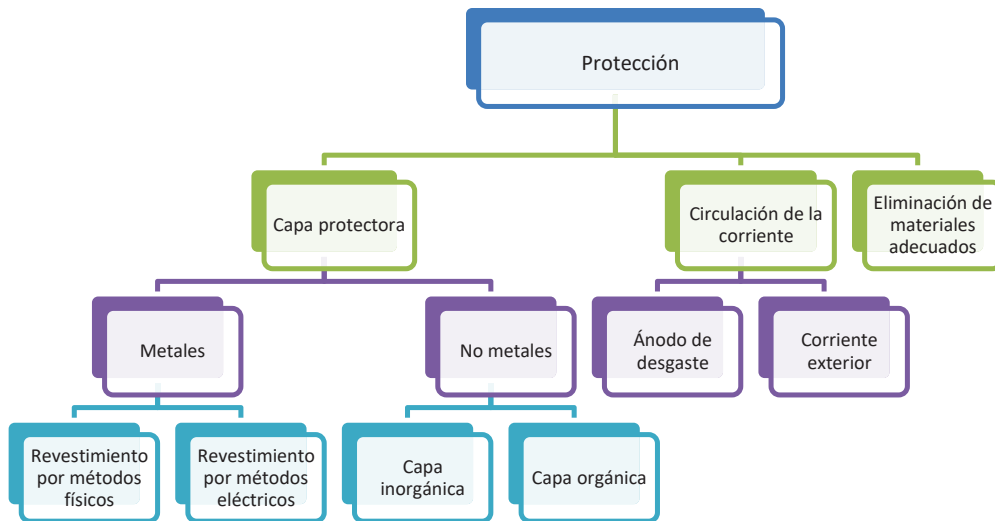 Protección
Capa protectora
Circulación de la
corriente
Eliminación de
materiales
adecuados
Metales
No metales
Ánodo de
desgaste
Corriente
exterior
Revestimiento
por métodos
físicos
Revestimiento
por métodos
eléctricos
Capa
inorgánica
Capa orgánica